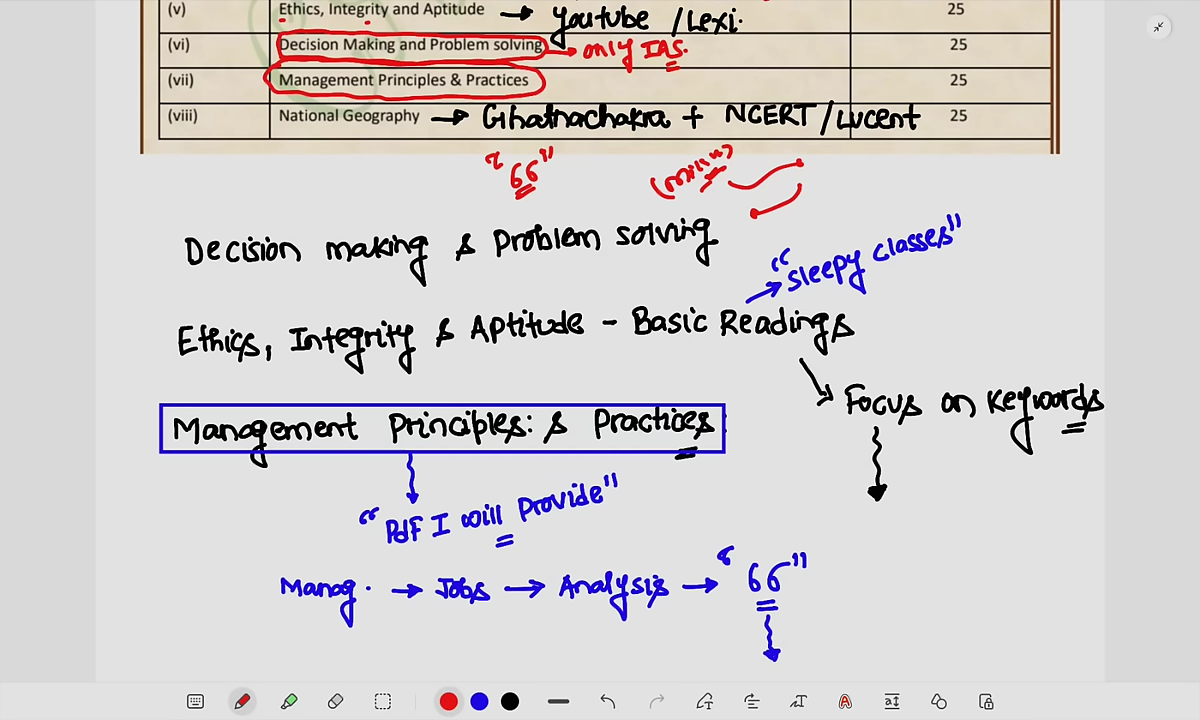 (v) Ethics, Integrity and Aptitude → Youtube /Lexi. 25
(vi) Decision Making and Problem solving → only IAS. 25
(vii) Management Principles & Practices 25
(viii) National Geography → Ghatnachakra + NCERT/Lucent 25
"66"
Decision making & Problem solving
"Sleepy classes"
Ethics, Integrity & Aptitude - Basic Readings
Focus on keywords
Management Principles: & Practices
"Pdf I will Provide"
Manag. → Jobs → Analysis → "66"